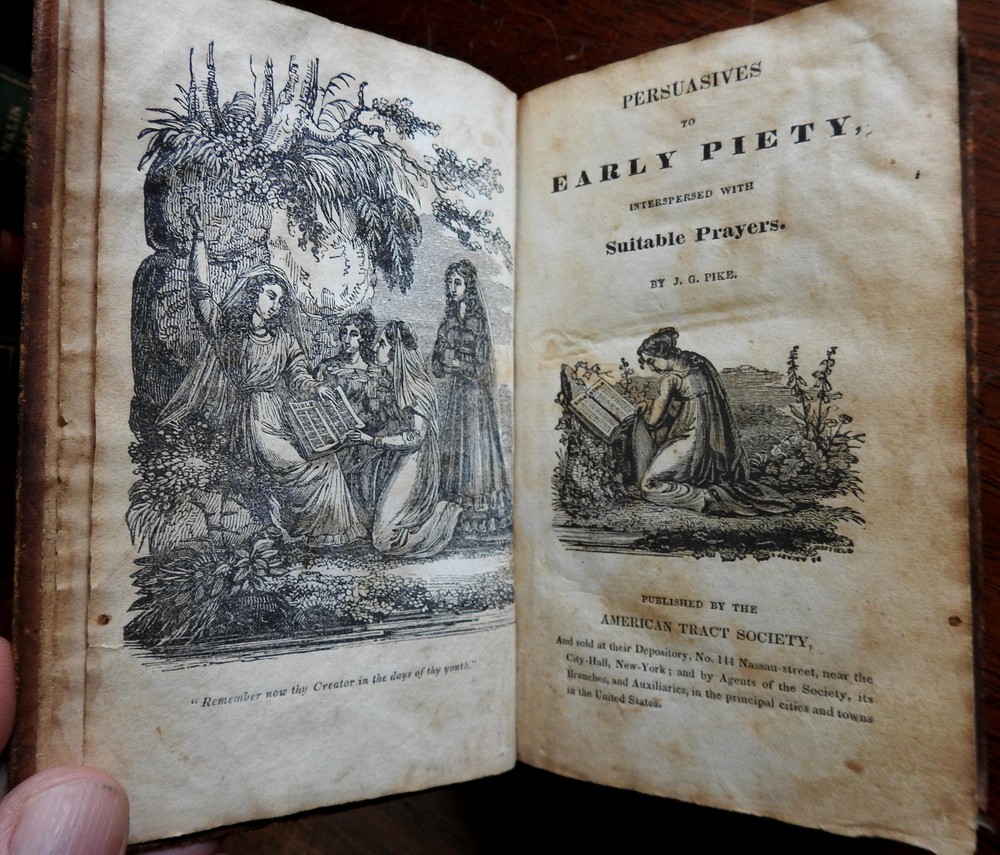 "Remember now thy Creator in the days of thy youth."
PERSUASIVES
TO
EARLY PIETY,
INTERSPERSED WITH
Suitable Prayers.
BY J. G. PIKE.
PUBLISHED BY THE
AMERICAN TRACT SOCIETY,
And sold at their Depository, No. 144 Nassau-street, near the
City-Hall, New-York; and by Agents of the Society, its
Branches, and Auxiliaries, in the principal cities and towns
in the United States.